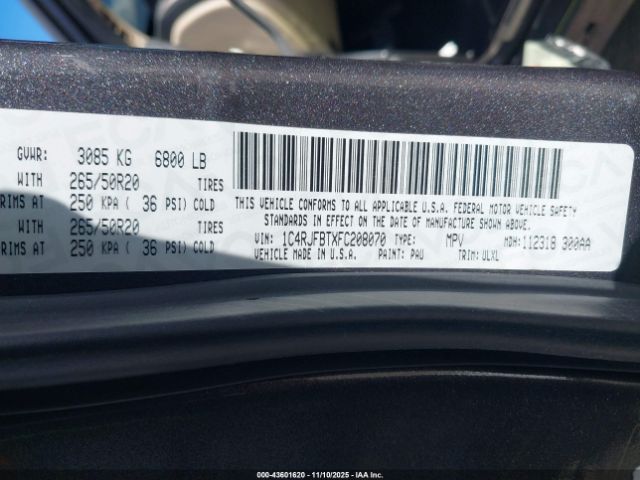 GVWR: 3085 KG 6800 LB
WITH 265/50R20 TIRES
RIMS AT 250 KPA ( 36 PSI) COLD
WITH 265/50R20 TIRES
RIMS AT 250 KPA ( 36 PSI) COLD
THIS VEHICLE CONFORMS TO ALL APPLICABLE U.S.A. FEDERAL MOTOR VEHICLE SAFETY
STANDARDS IN EFFECT ON THE DATE OF MANUFACTURE SHOWN ABOVE.
VIN: 1C4RJFBTXFC208070 TYPE: MPV MDH: 112318 300AA
VEHICLE MADE IN U.S.A. PAINT: PAU TRIM: ULXL
000-43601620 - 11/10/2025 - IAA Inc.